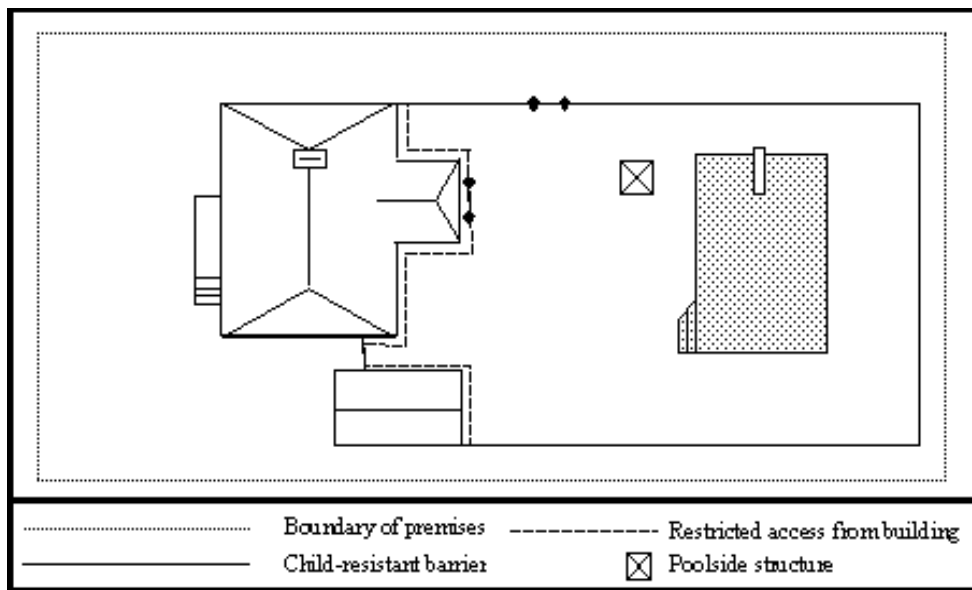 Boundary of premises
Restricted access from building
Child-resistant barrier
Poolside structure